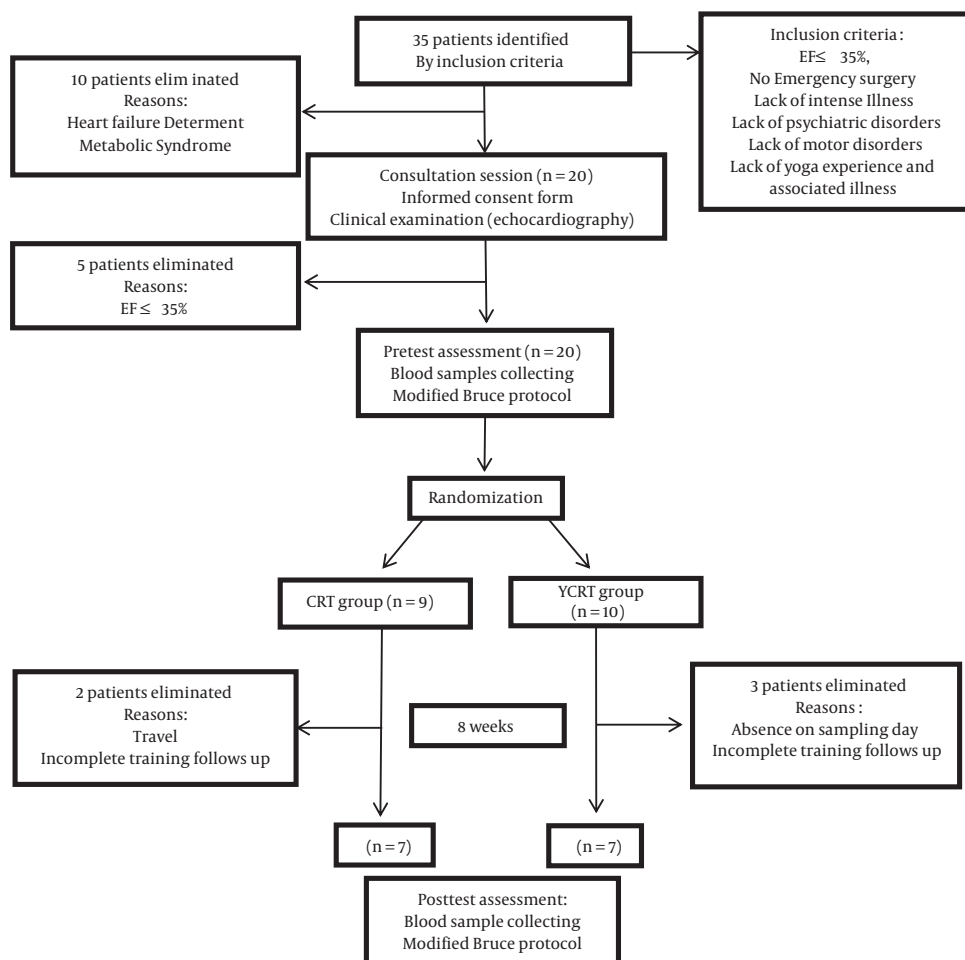 35 patients identified
By inclusion criteria
Inclusion criteria :
EF≤ 35%,
No Emergency surgery
Lack of intense Illness
Lack of psychiatric disorders
Lack of motor disorders
Lack of yoga experience and
associated illness
10 patients elim inated
Reasons:
Heart failure Determent
Metabolic Syndrome
Consultation session (n = 20)
Informed consent form
Clinical examination (echocardiography)
5 patients eliminated
Reasons:
EF ≤ 35%
Pretest assessment (n = 20)
Blood samples collecting
Modified Bruce protocol
Randomization
CRT group (n = 9)
YCRT group
(n = 10)
2 patients eliminated
Reasons:
Travel
Incomplete training follows up
8 weeks
3 patients eliminated
Reasons :
Absence on sampling day
Incomplete training follows up
(n = 7)
(n = 7)
Posttest assessment:
Blood sample collecting
Modified Bruce protocol